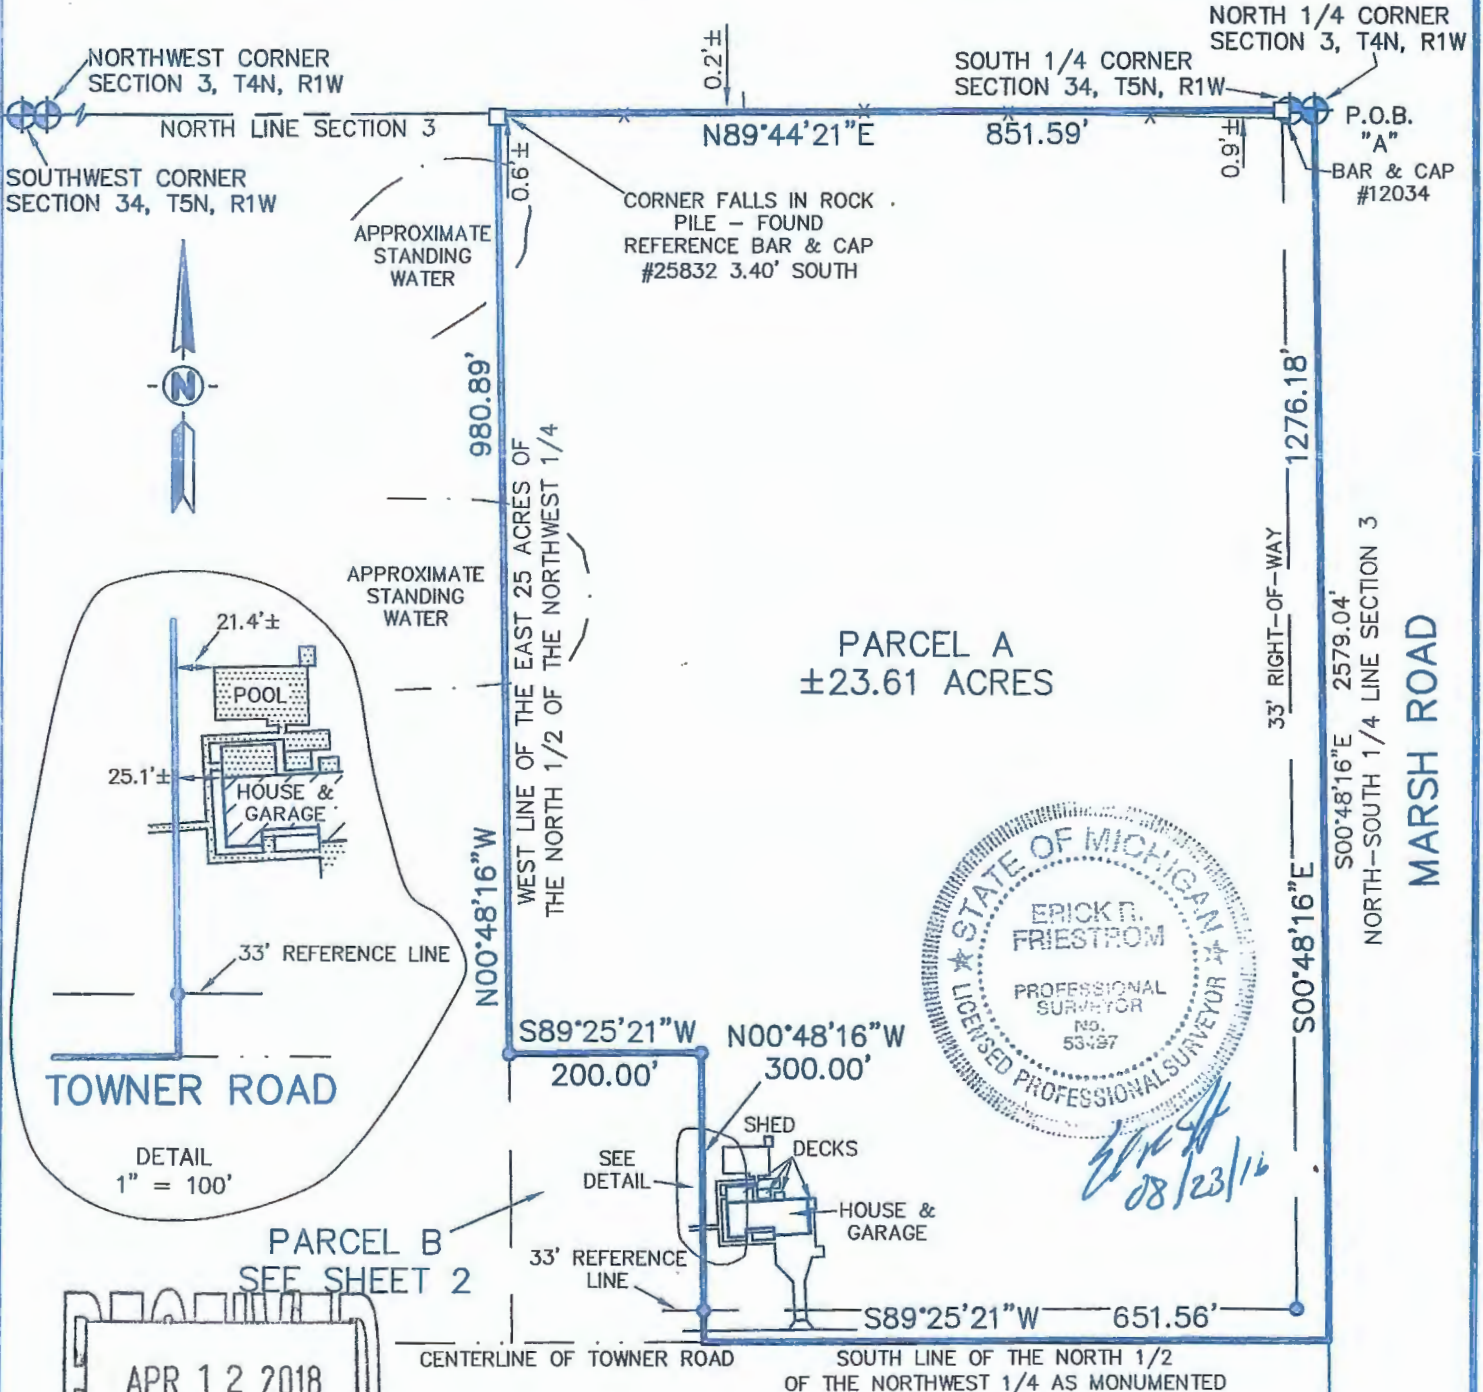 NORTH 1/4 CORNER
SECTION 3, T4N, R1W
NORTHWEST CORNER
SECTION 3, T4N, R1W
0.2'±
SOUTH 1/4 CORNER
SECTION 34, T5N, R1W
NORTH LINE SECTION 3
N89°44'21"E 851.59'
P.O.B.
"A"
BAR & CAP
#12034
0.9'±
0.6'±
SOUTHWEST CORNER
SECTION 34, T5N, R1W
CORNER FALLS IN ROCK
PILE – FOUND
REFERENCE BAR & CAP
#25832 3.40' SOUTH
APPROXIMATE
STANDING
WATER
N
980.89'
1276.18'
WEST LINE OF THE EAST 25 ACRES OF
THE NORTH 1/2 OF THE NORTHWEST 1/4
APPROXIMATE
STANDING
WATER
33' RIGHT-OF-WAY
S00°48'16"E 2579.04'
NORTH-SOUTH 1/4 LINE SECTION 3
MARSH ROAD
PARCEL A
±23.61 ACRES
21.4'±
POOL
25.1'±
HOUSE &
GARAGE
33' REFERENCE LINE
TOWNER ROAD
DETAIL
1" = 100'
N00°48'16"W
S00°48'16"E
STATE OF MICHIGAN
ERICK R.
FRIESTROM
PROFESSIONAL
SURVEYOR
No.
53497
LICENSED PROFESSIONAL SURVEYOR
08/23/16
S89°25'21"W
200.00'
N00°48'16"W
300.00'
SHED
DECKS
SEE
DETAIL
HOUSE &
GARAGE
PARCEL B
SEE SHEET 2
33' REFERENCE
LINE
S89°25'21"W 651.56'
CENTERLINE OF TOWNER ROAD
SOUTH LINE OF THE NORTH 1/2
OF THE NORTHWEST 1/4 AS MONUMENTED
APR 12 2018